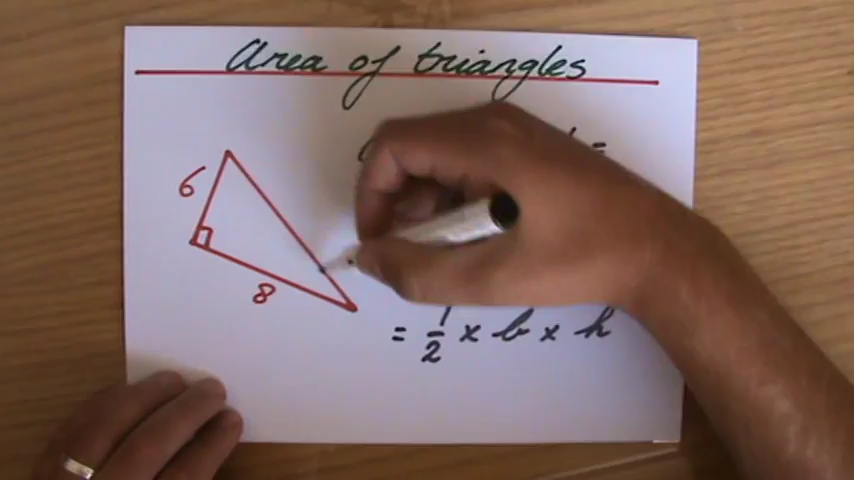 Area of triangles
6
8
= 1/2 x b x h